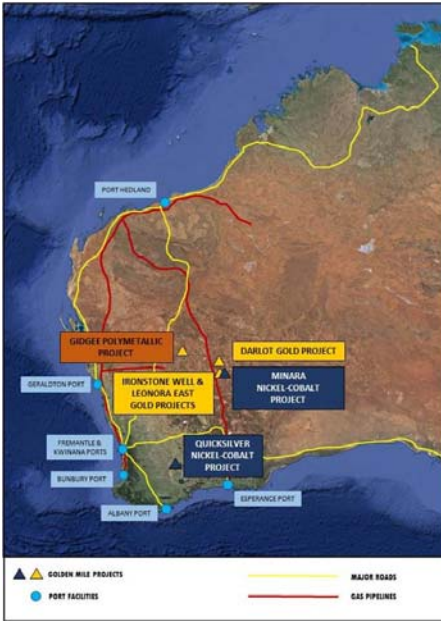 PORT HEDLAND
GIDGEE POLYMETALLIC
PROJECT
DARLOT GOLD PROJECT
MINARA
NICKEL-COBALT
PROJECT
GERALDTON PORT
IRONSTONE WELL &
LEONORA EAST
GOLD PROJECTS
FREMANTLE &
KWINANA PORTS
QUICKSILVER
NICKEL-COBALT
PROJECT
BUNBURY PORT
ESPERANCE PORT
ALBANY PORT
GOLDEN MILE PROJECTS
MAJOR ROADS
PORT FACILITIES
GAS PIPELINES